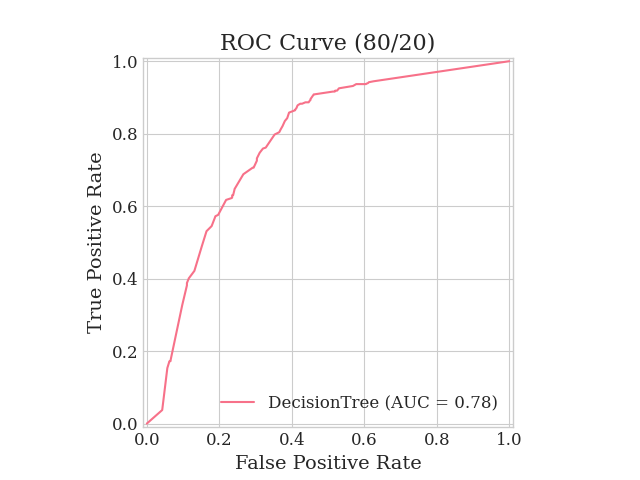 ROC Curve (80/20)
True Positive Rate
1.0
0.8
0.6
0.4
0.2
0.0
DecisionTree (AUC = 0.78)
0.0 0.2 0.4 0.6 0.8 1.0
False Positive Rate